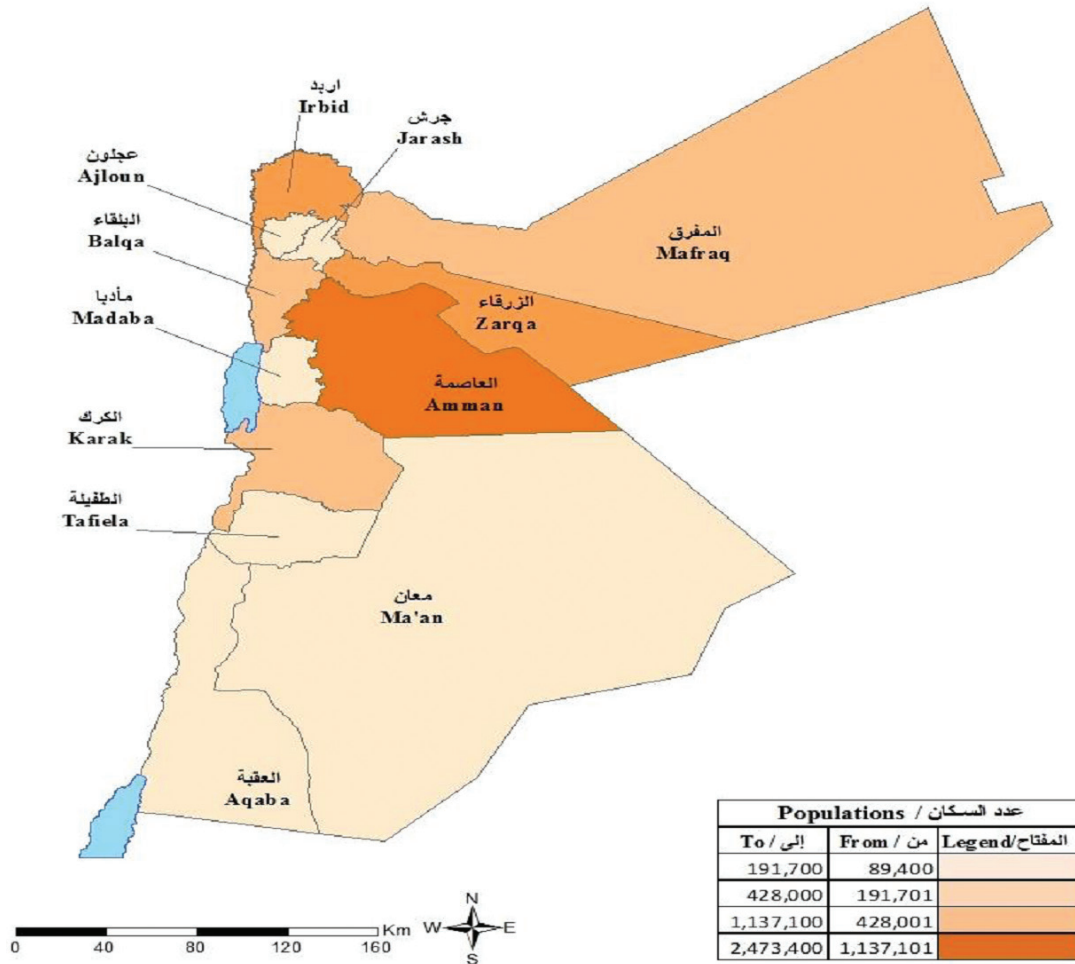 اربد
Irbid
جرش
Jarash
عجلون
Ajloun
البلقاء
Balqa
المفرق
Mafraq
مأدبا
Madaba
الزرقاء
Zarqa
العاصمة
Amman
الكرك
Karak
الطفيلة
Tafiela
معان
Ma'an
العقبة
Aqaba
Populations / عدد السكان
To / إلى From / من Legend/المفتاح
191,700 89,400
428,000 191,701
1,137,100 428,001
2,473,400 1,137,101
N
W E
S
Km
0 40 80 120 160